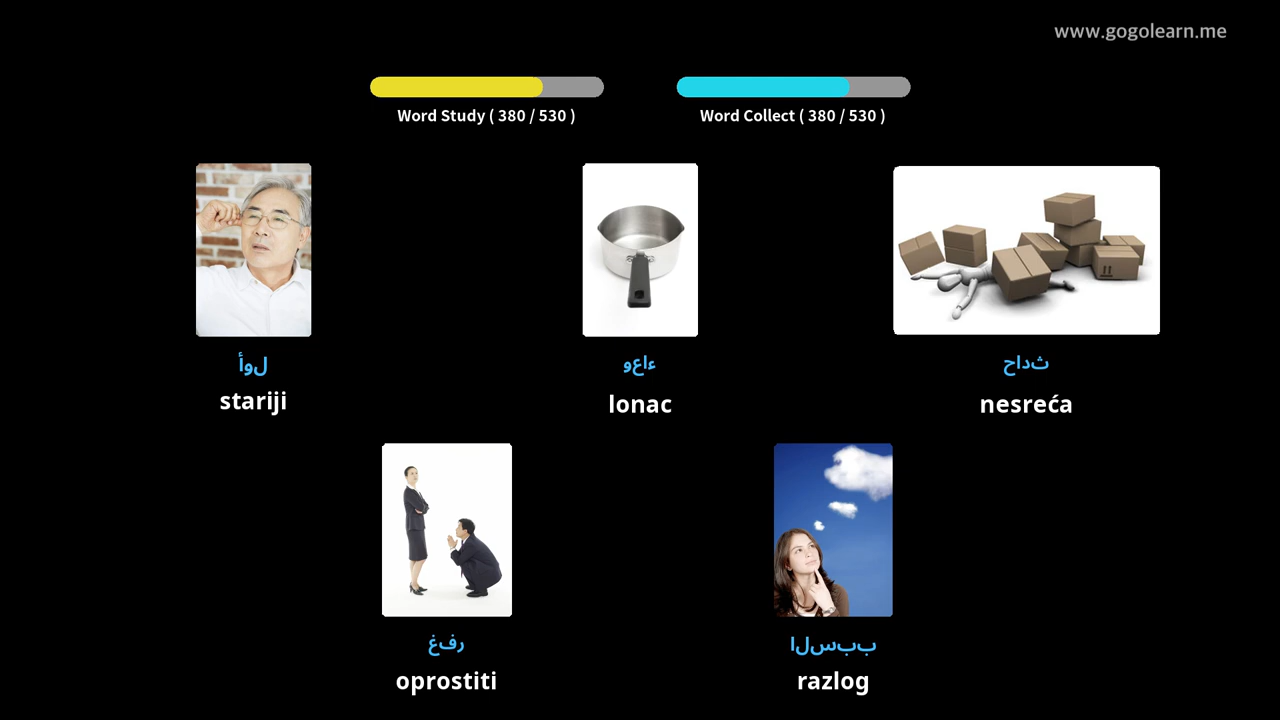 www.gogolearn.me
Word Study ( 380 / 530 )
Word Collect ( 380 / 530 )
لوأ
stariji
ءاعو
lonac
ثداح
nesreća
رفغ
oprostiti
ببسلا
razlog